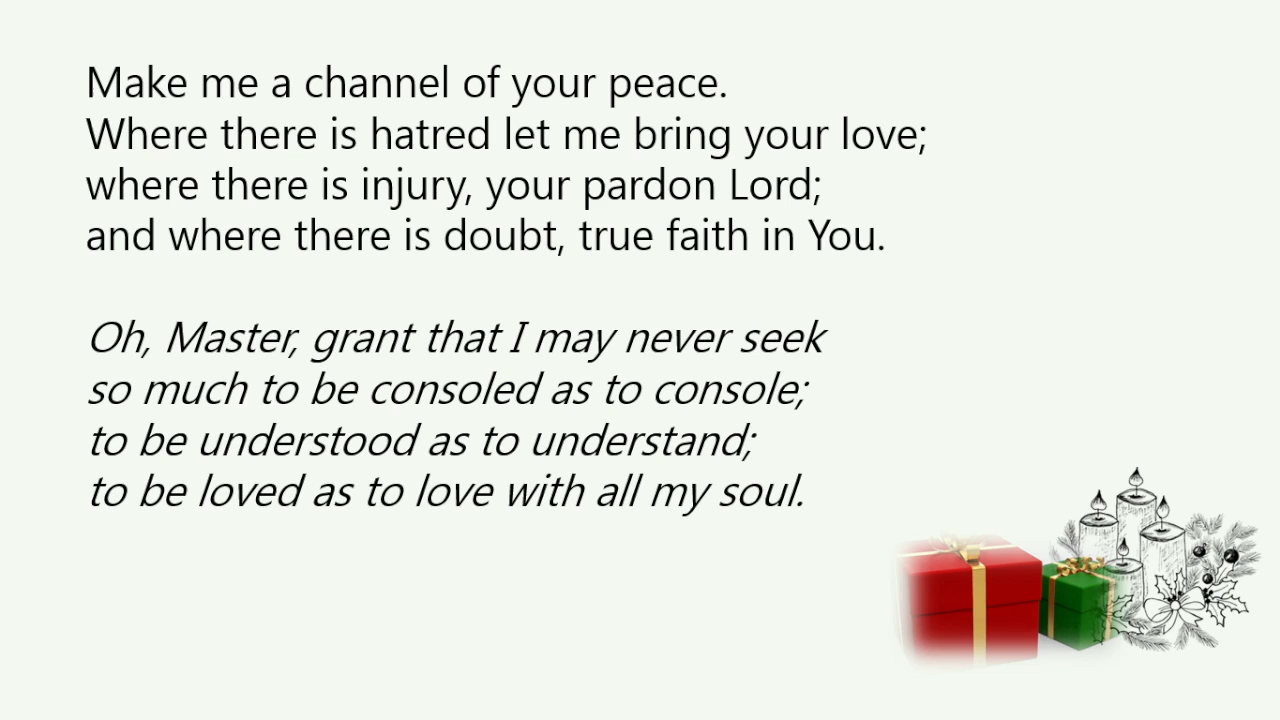 Make me a channel of your peace.
Where there is hatred let me bring your love;
where there is injury, your pardon Lord;
and where there is doubt, true faith in You.
Oh, Master, grant that I may never seek
so much to be consoled as to console;
to be understood as to understand;
to be loved as to love with all my soul.